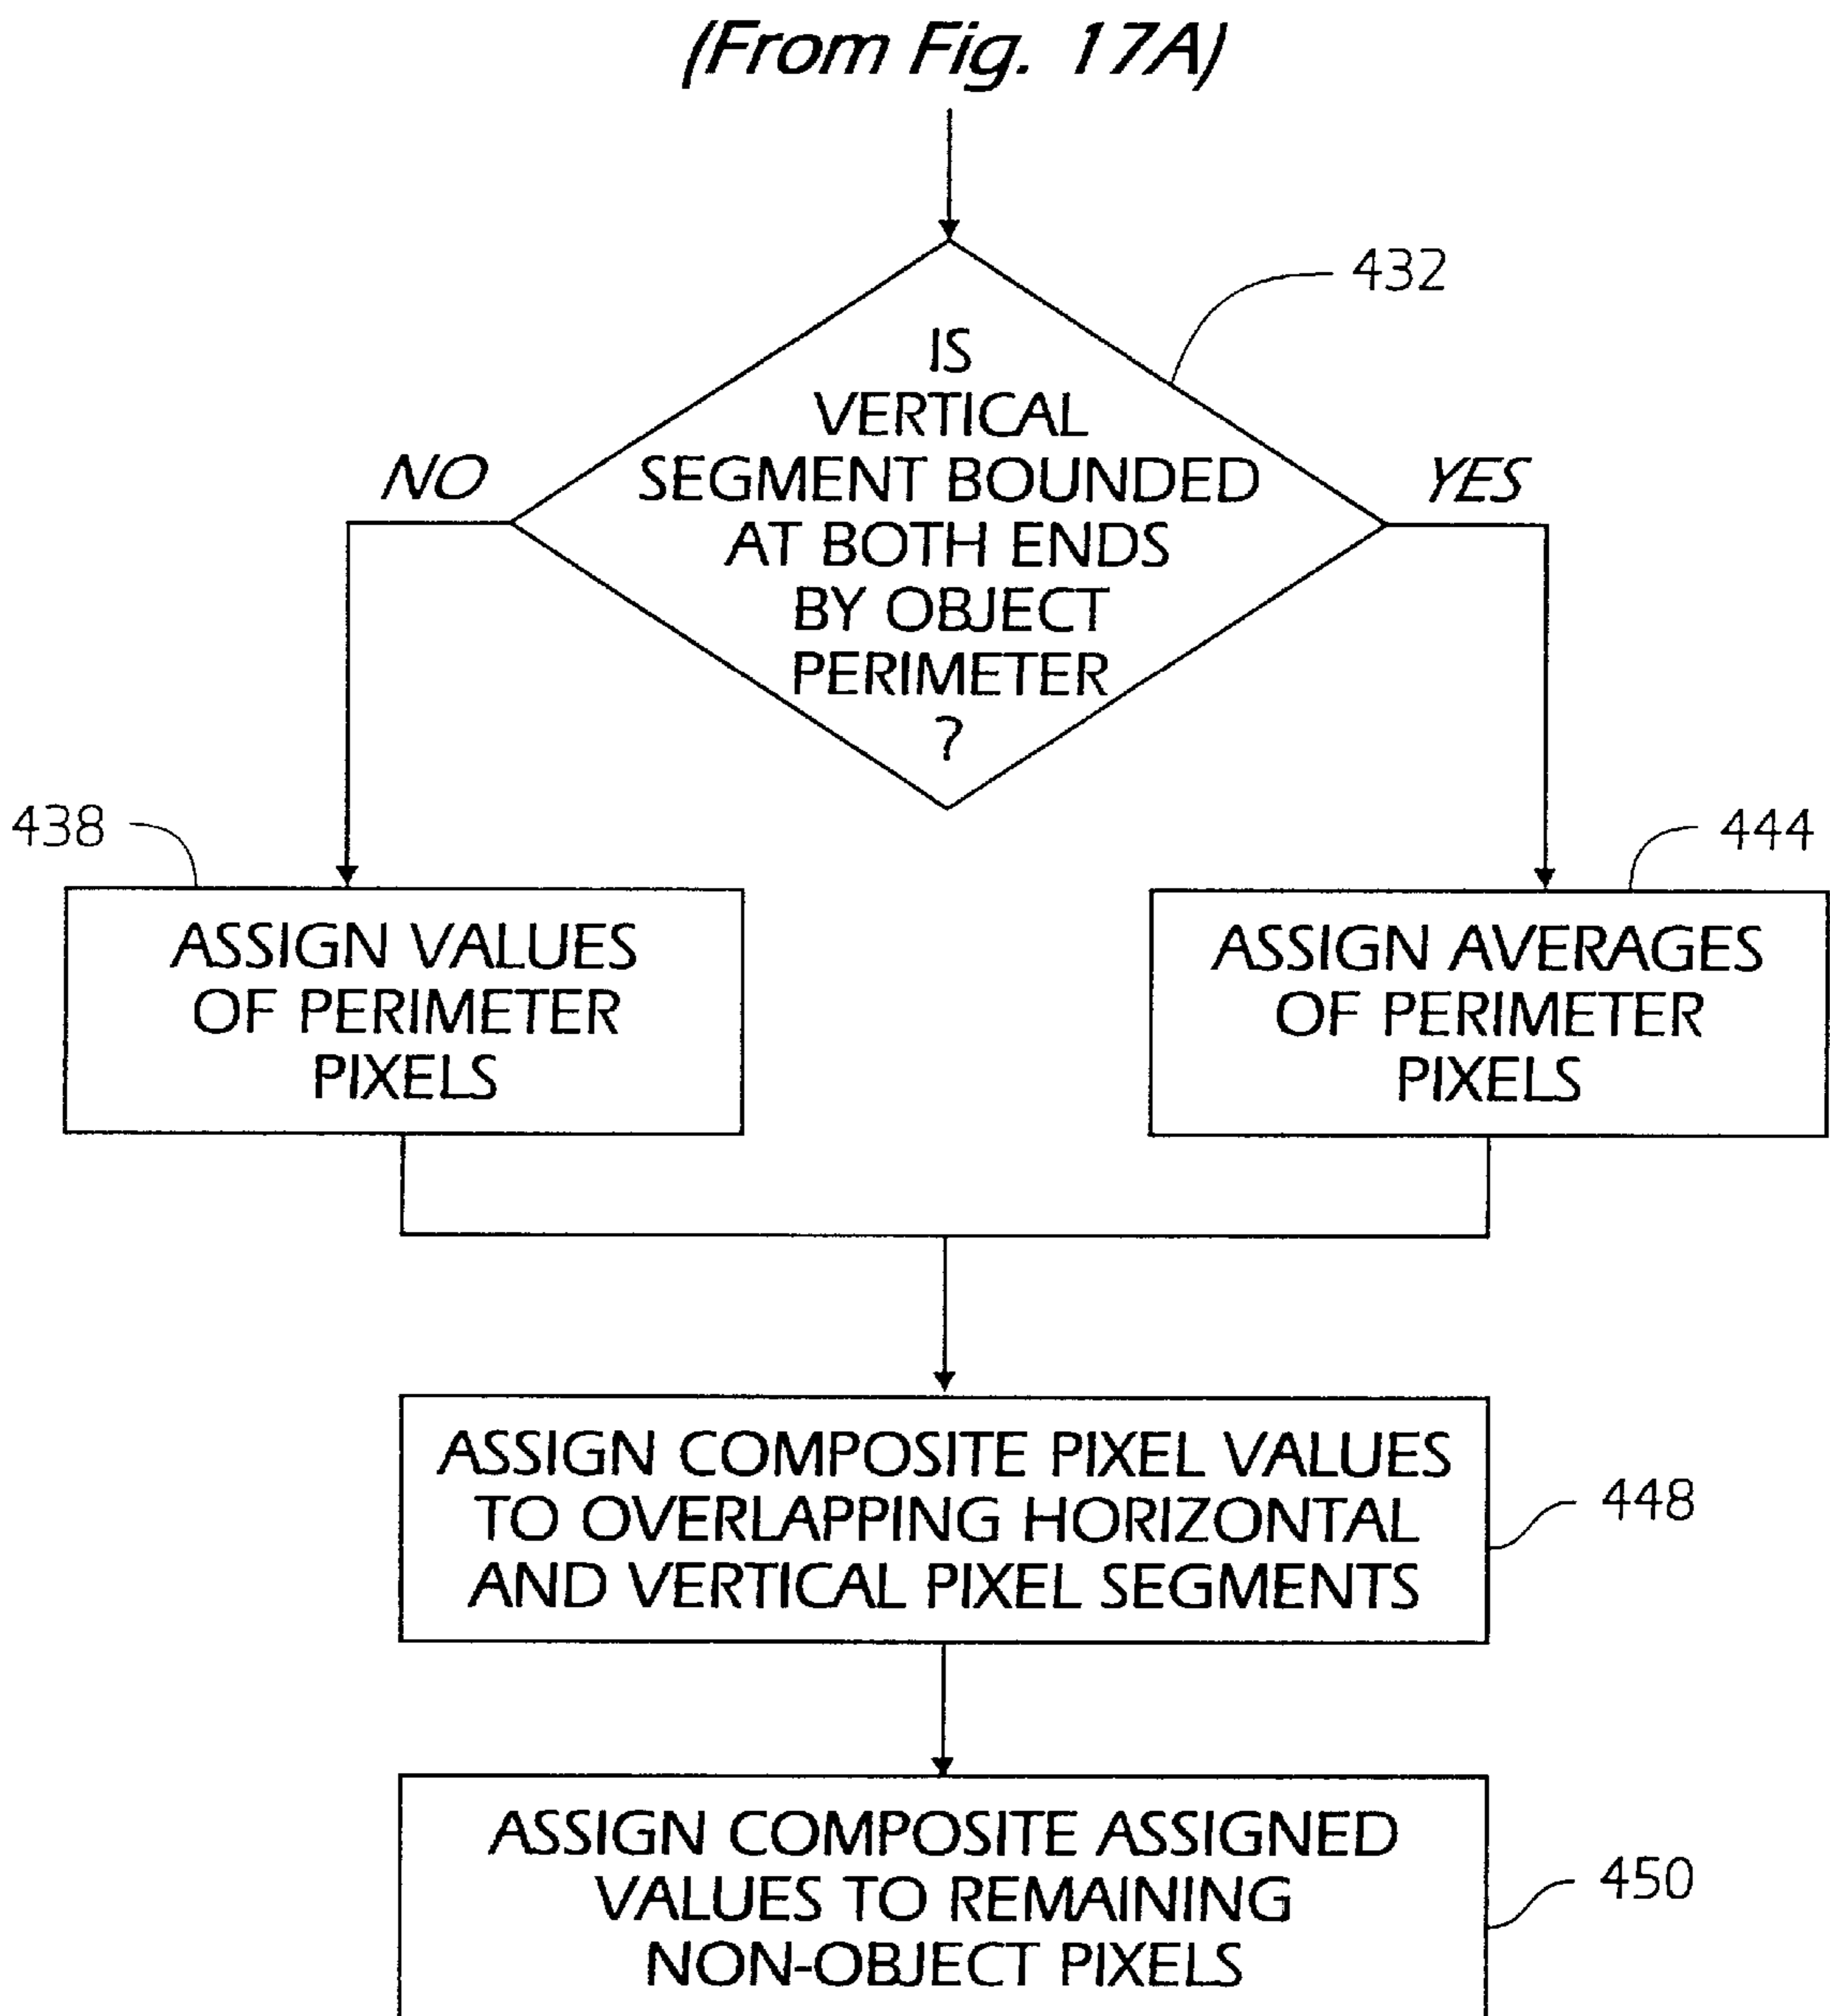 (From Fig. 17A)
432
IS
VERTICAL
SEGMENT BOUNDED
AT BOTH ENDS
BY OBJECT
PERIMETER
?
NO
YES
438
444
ASSIGN VALUES
OF PERIMETER
PIXELS
ASSIGN AVERAGES
OF PERIMETER
PIXELS
ASSIGN COMPOSITE PIXEL VALUES
TO OVERLAPPING HORIZONTAL
AND VERTICAL PIXEL SEGMENTS
448
ASSIGN COMPOSITE ASSIGNED
VALUES TO REMAINING
NON-OBJECT PIXELS
450